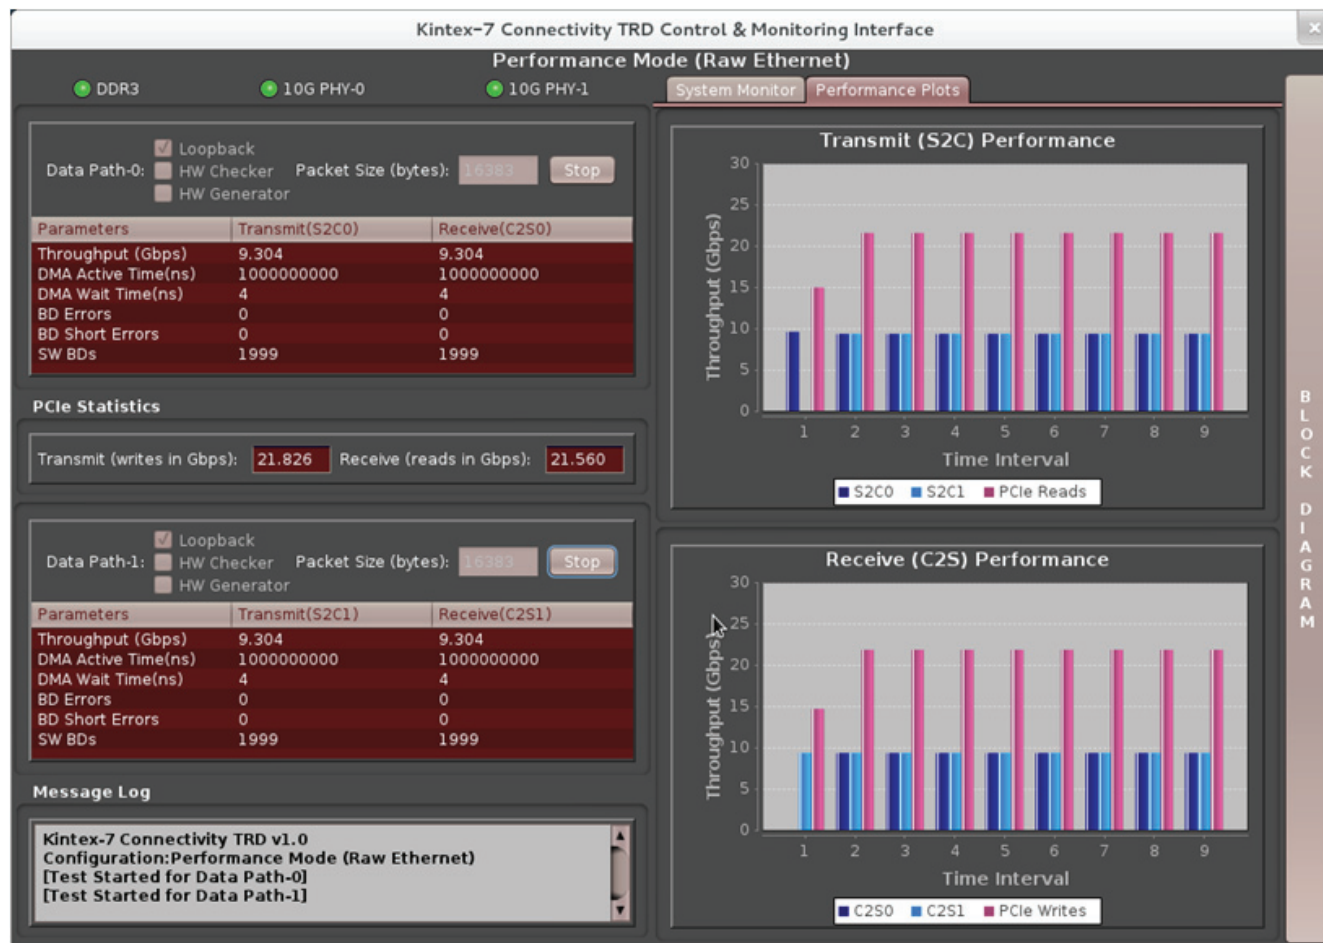 Kintex-7 Connectivity TRD Control & Monitoring Interface
Performance Mode (Raw Ethernet)
DDR3 10G PHY-0 10G PHY-1
System Monitor Performance Plots
Loopback
Data Path-0: HW Checker Packet Size (bytes): 16383 Stop
HW Generator
Parameters Transmit(S2C0) Receive(C2S0)
Throughput (Gbps) 9.304 9.304
DMA Active Time(ns) 1000000000 1000000000
DMA Wait Time(ns) 4 4
BD Errors 0 0
BD Short Errors 0 0
SW BDs 1999 1999
PCIe Statistics
Transmit (writes in Gbps): 21.826 Receive (reads in Gbps): 21.560
Loopback
Data Path-1: HW Checker Packet Size (bytes): 16383 Stop
HW Generator
Parameters Transmit(S2C1) Receive(C2S1)
Throughput (Gbps) 9.304 9.304
DMA Active Time(ns) 1000000000 1000000000
DMA Wait Time(ns) 4 4
BD Errors 0 0
BD Short Errors 0 0
SW BDs 1999 1999
Message Log
Kintex-7 Connectivity TRD v1.0
Configuration:Performance Mode (Raw Ethernet)
[Test Started for Data Path-0]
[Test Started for Data Path-1]
Transmit (S2C) Performance
Throughput (Gbps)
30
25
20
15
10
5
0
1 2 3 4 5 6 7 8 9
Time Interval
S2C0 S2C1 PCIe Reads
Receive (C2S) Performance
Throughput (Gbps)
30
25
20
15
10
5
0
1 2 3 4 5 6 7 8 9
Time Interval
C2S0 C2S1 PCIe Writes
BLOCK DIAGRAM